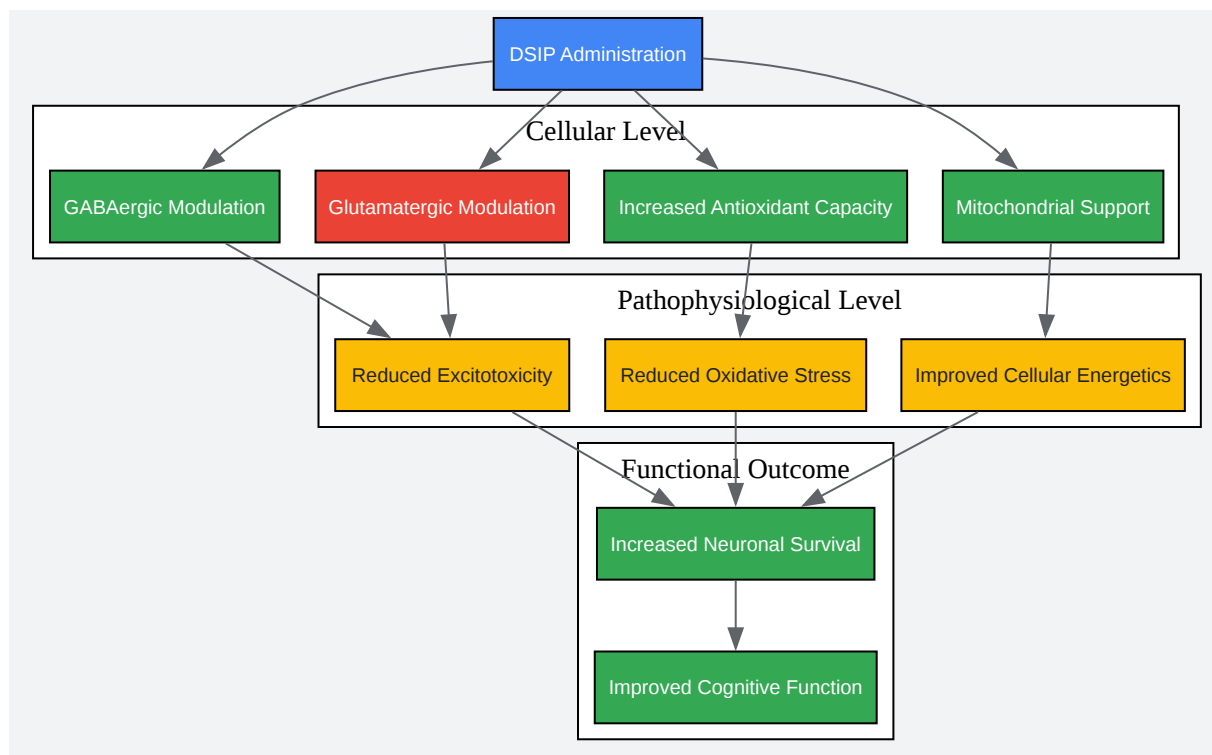 DSIP Administration
Cellular Level
GABAergic Modulation
Glutamatergic Modulation
Increased Antioxidant Capacity
Mitochondrial Support
Pathophysiological Level
Reduced Excitotoxicity
Reduced Oxidative Stress
Improved Cellular Energetics
Functional Outcome
Increased Neuronal Survival
Improved Cognitive Function